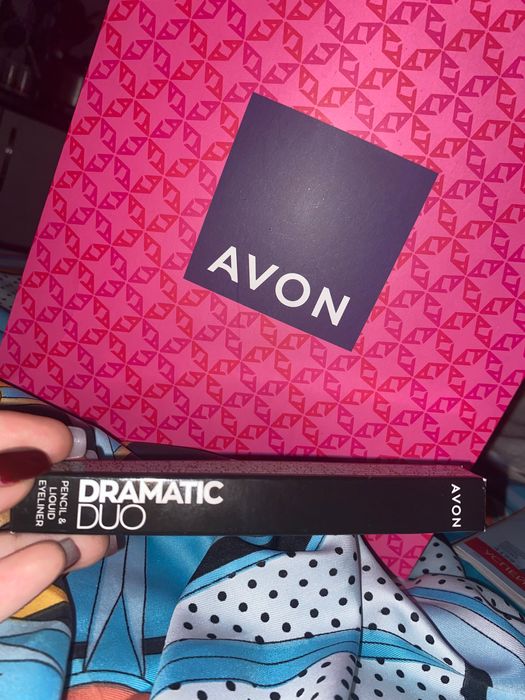 AVON
DRAMATIC
DUO
PENCIL &
LIQUID
EYELINER
AVON